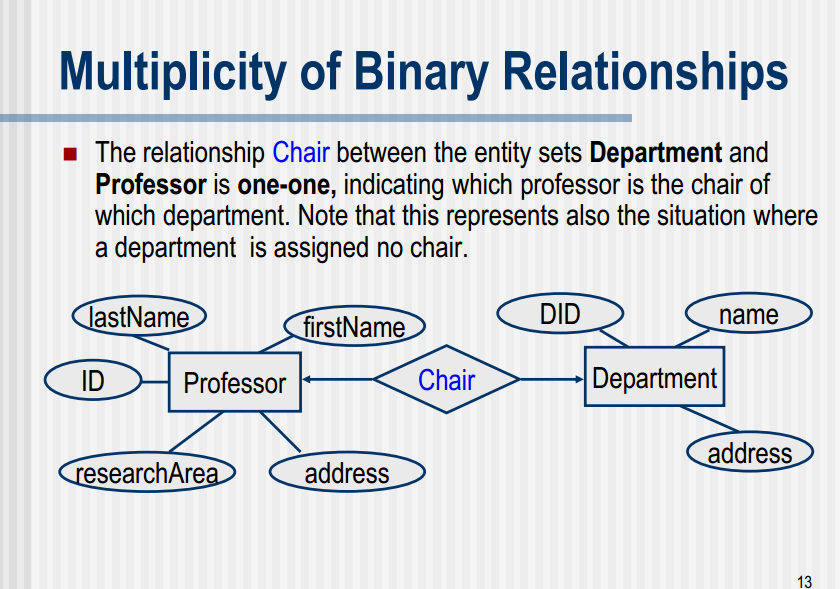 Multiplicity of Binary Relationships
The relationship Chair between the entity sets Department and
Professor is one-one, indicating which professor is the chair of
which department. Note that this represents also the situation where
a department is assigned no chair.
lastName
firstName
DID
name
ID
Professor
Chair
Department
researchArea
address
address
13